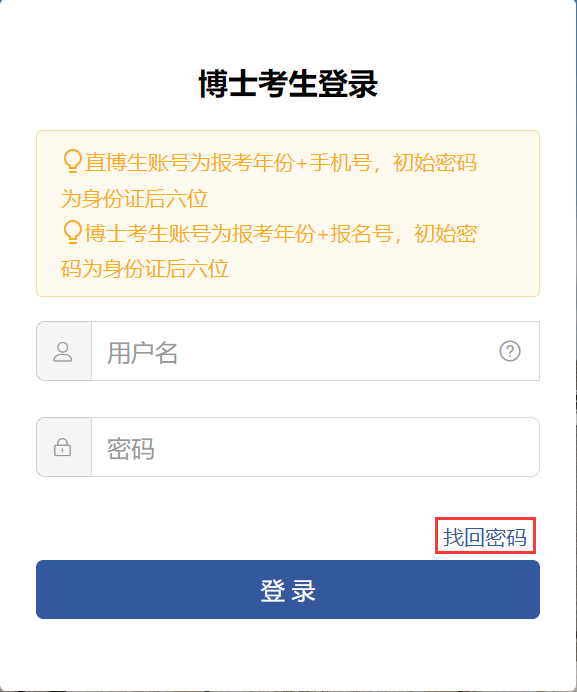 博士考生登录
直博生账号为报考年份+手机号，初始密码
为身份证后六位
博士考生账号为报考年份+报名号，初始密
码为身份证后六位
用户名
密码
找回密码
登录